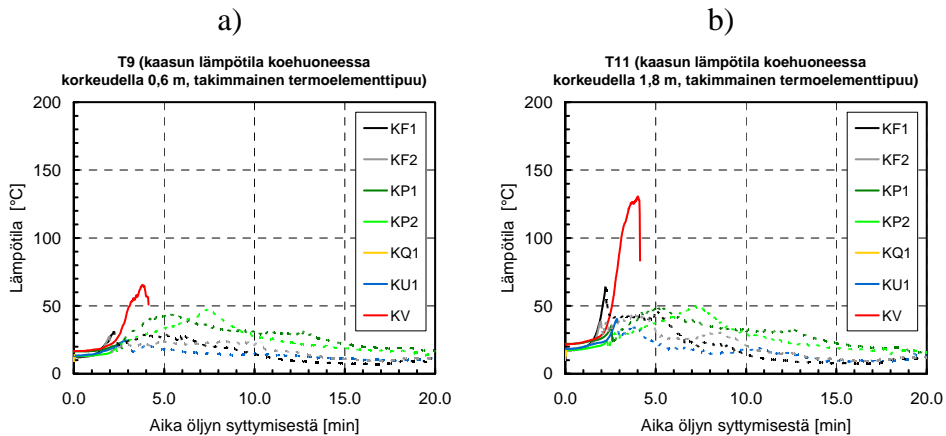 a)
T9 (kaasun lämpötila koehuoneessa
korkeudella 0,6 m, takimmainen termoelementtipuu)
200
150
100
50
0
Lämpötila [°C]
0.0 5.0 10.0 15.0 20.0
Aika öljyn syttymisestä [min]
KF1
KF2
KP1
KP2
KQ1
KU1
KV
b)
T11 (kaasun lämpötila koehuoneessa
korkeudella 1,8 m, takimmainen termoelementtipuu)
200
150
100
50
0
Lämpötila [°C]
0.0 5.0 10.0 15.0 20.0
Aika öljyn syttymisestä [min]
KF1
KF2
KP1
KP2
KQ1
KU1
KV